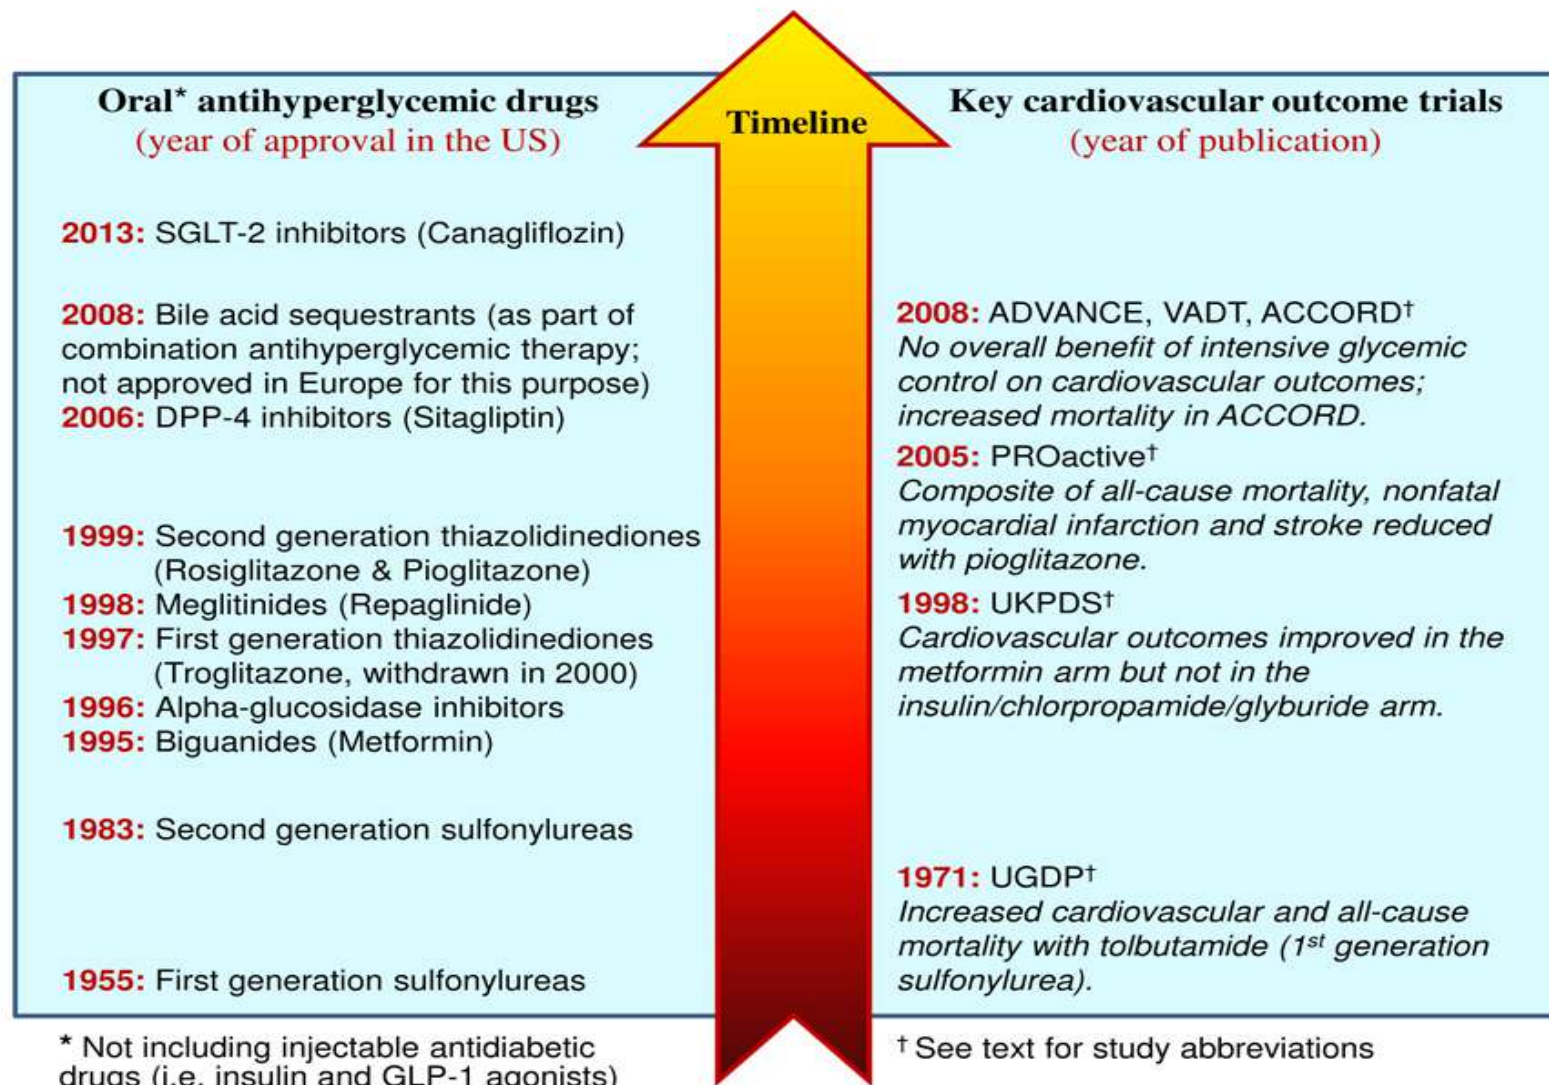 Oral* antihyperglycemic drugs
(year of approval in the US)
2013: SGLT-2 inhibitors (Canagliflozin)
2008: Bile acid sequestrants (as part of
combination antihyperglycemic therapy;
not approved in Europe for this purpose)
2006: DPP-4 inhibitors (Sitagliptin)
1999: Second generation thiazolidinediones
(Rosiglitazone & Pioglitazone)
1998: Meglitinides (Repaglinide)
1997: First generation thiazolidinediones
(Troglitazone, withdrawn in 2000)
1996: Alpha-glucosidase inhibitors
1995: Biguanides (Metformin)
1983: Second generation sulfonylureas
1955: First generation sulfonylureas
* Not including injectable antidiabetic
drugs (i.e. insulin and GLP-1 agonists)
Timeline
Key cardiovascular outcome trials
(year of publication)
2008: ADVANCE, VADT, ACCORD†
No overall benefit of intensive glycemic
control on cardiovascular outcomes;
increased mortality in ACCORD.
2005: PROactive†
Composite of all-cause mortality, nonfatal
myocardial infarction and stroke reduced
with pioglitazone.
1998: UKPDS†
Cardiovascular outcomes improved in the
metformin arm but not in the
insulin/chlorpropamide/glyburide arm.
1971: UGDP†
Increased cardiovascular and all-cause
mortality with tolbutamide (1st generation
sulfonylurea).
† See text for study abbreviations